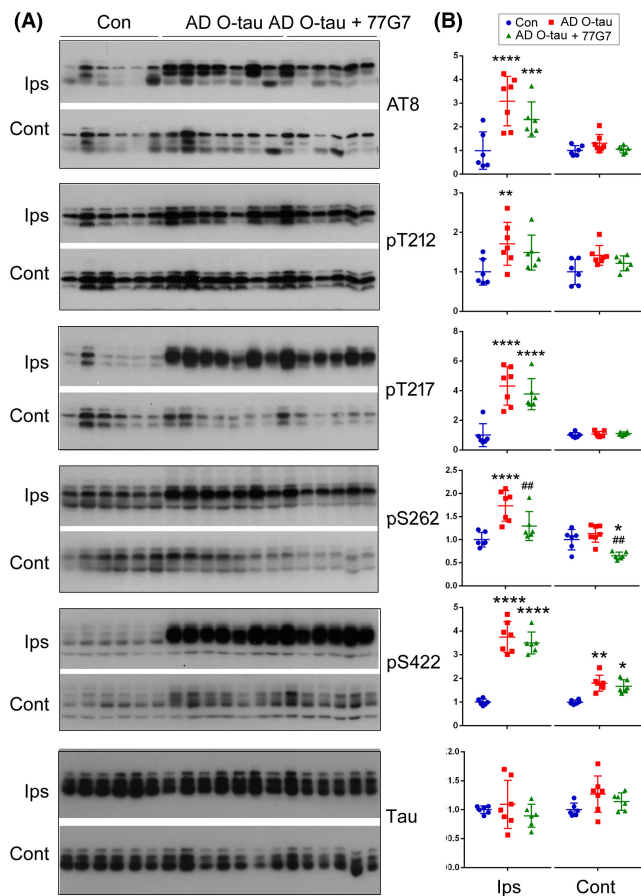 (A) Con AD O-tau AD O-tau + 77G7
Ips
Cont
AT8
Ips
Cont
pT212
Ips
Cont
pT217
Ips
Cont
pS262
Ips
Cont
pS422
Ips
Cont
Tau
(B) Con AD O-tau
AD O-tau + 77G7
5
4
3
2
1
0
**** ***
4
3
2
1
0
**
8
6
4
2
0
**** ****
2.5
2.0
1.5
1.0
0.5
0.0
**** ## * ##
5
4
3
2
1
0
**** **** ** *
2.0
1.5
1.0
0.5
0.0
Ips Cont